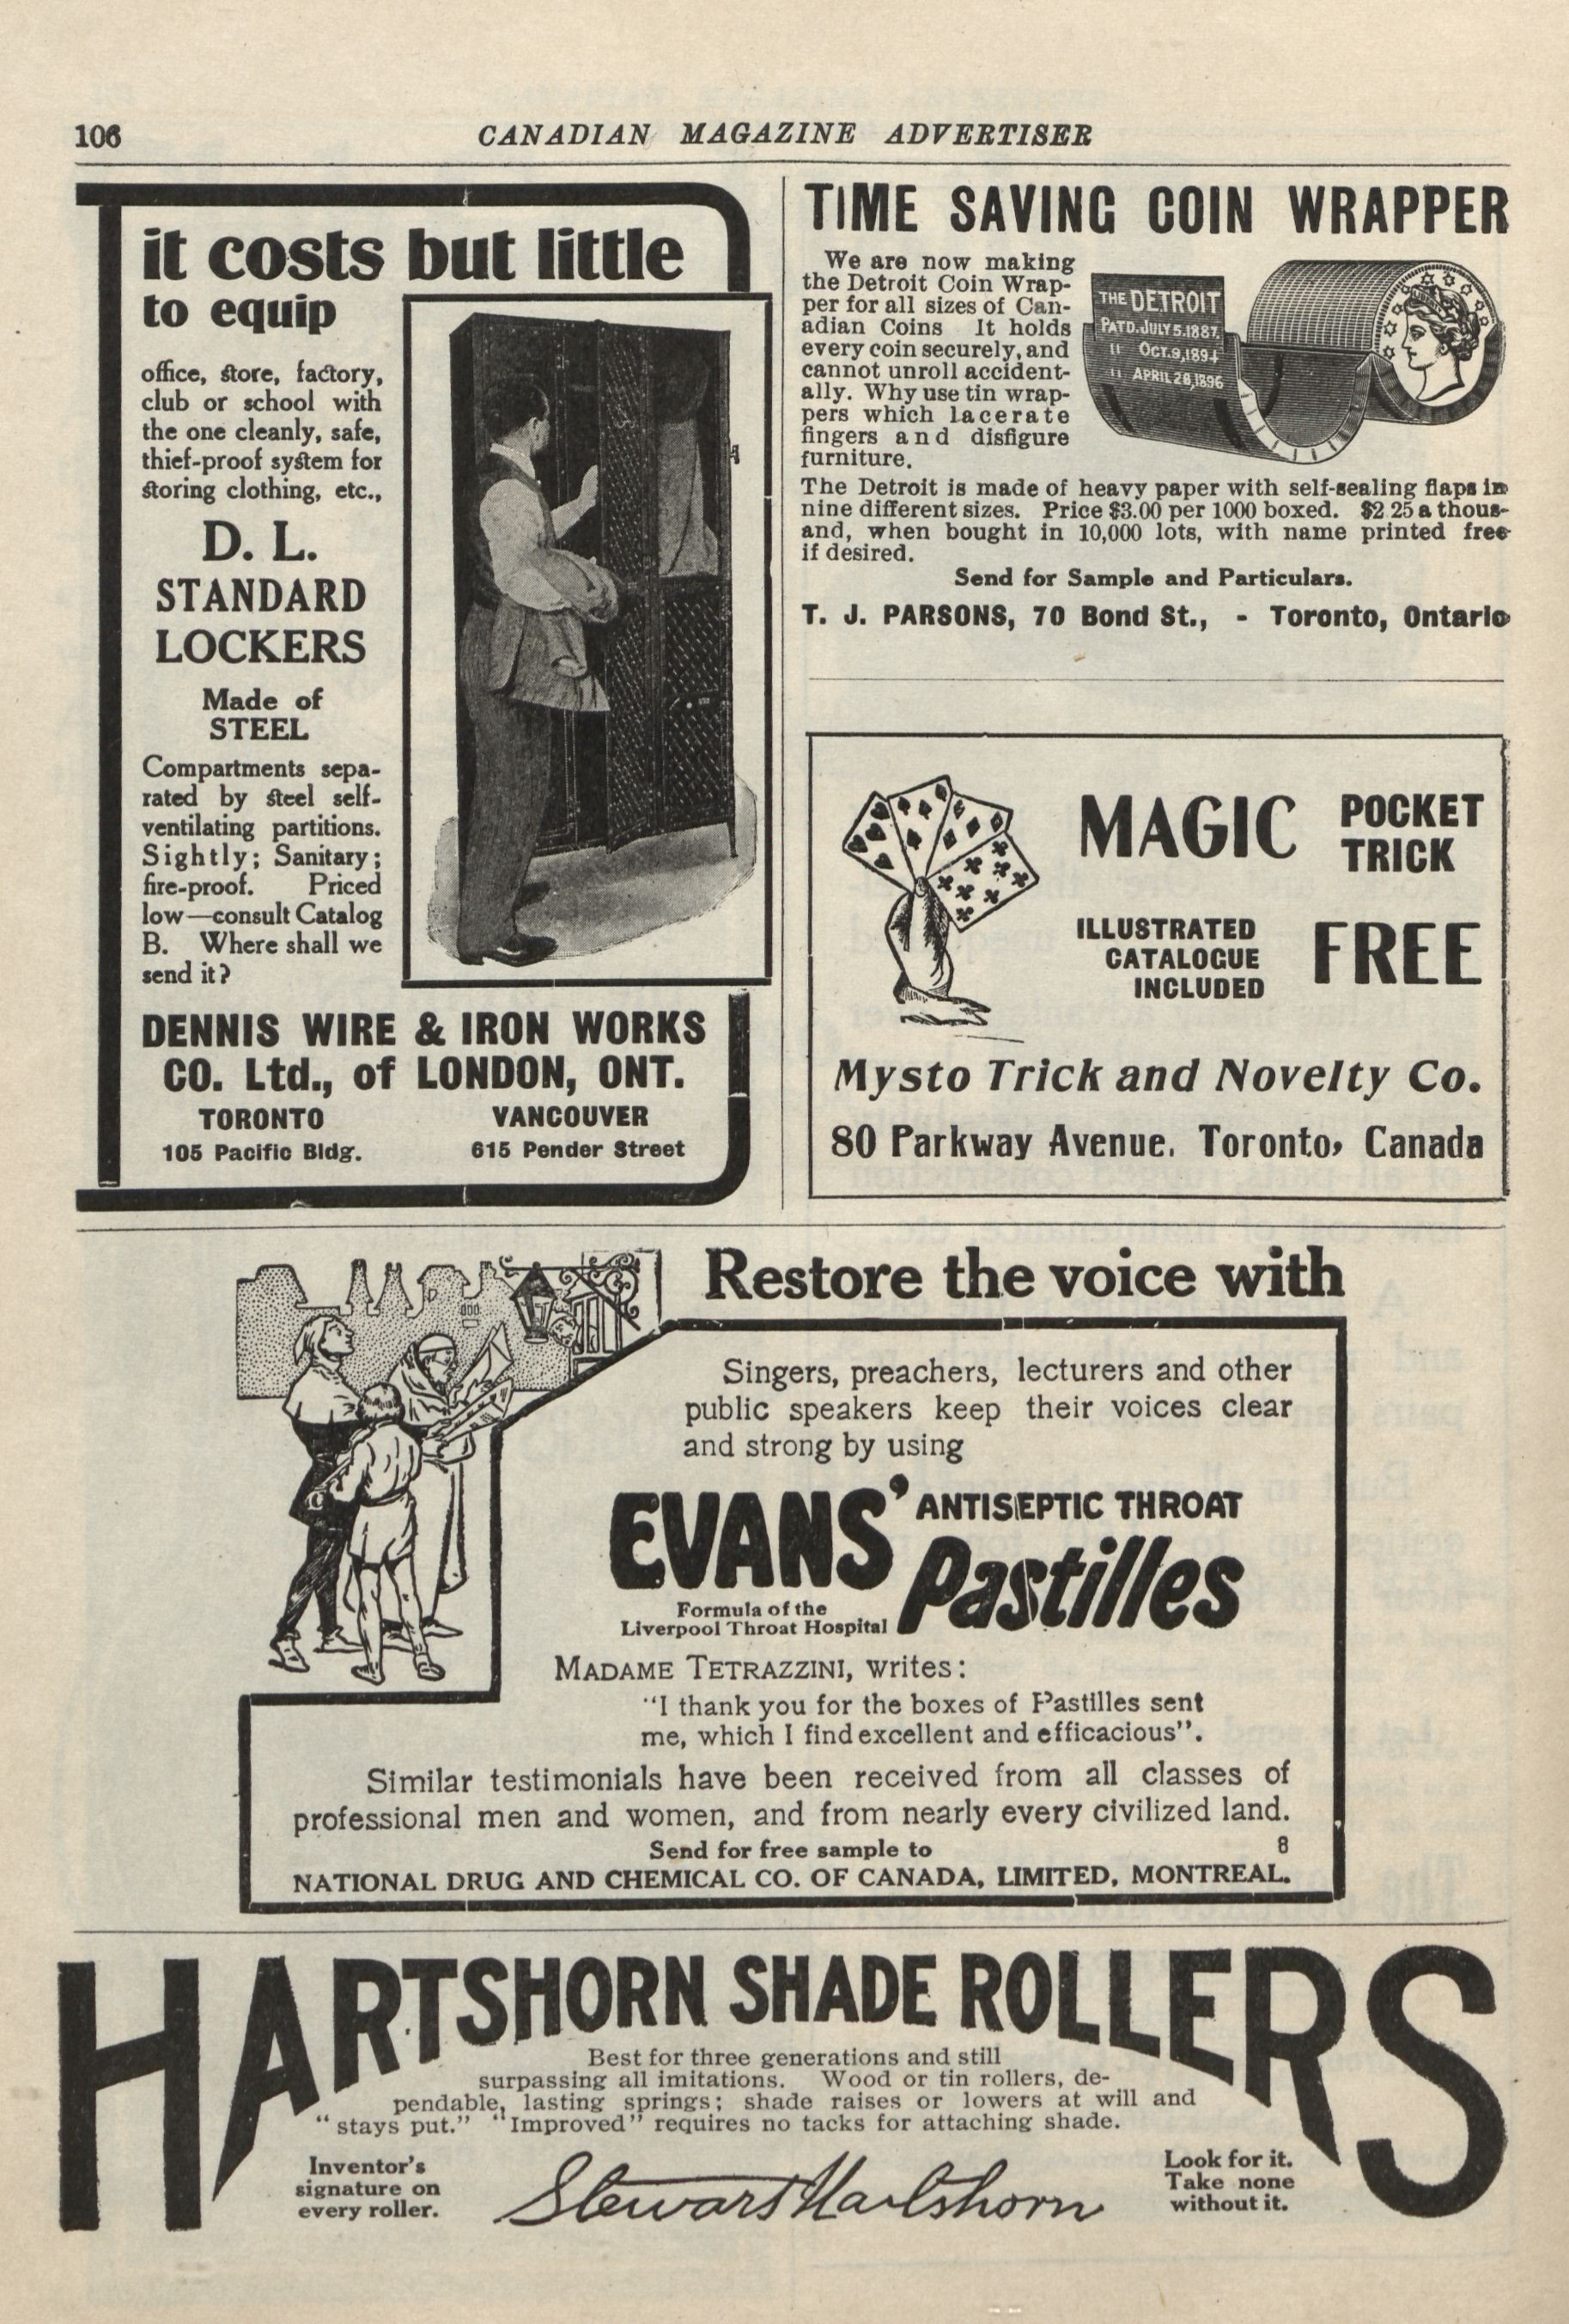 106
CANADIAN MAGAZINE ADVERTISER
it costs but little
to equip
office, store, factory,
club or school with
the one cleanly, safe,
thief-proof system for
storing clothing, etc.,
D. L.
STANDARD
LOCKERS
Made of
STEEL
Compartments sepa-
rated by steel self-
ventilating partitions.
Sightly; Sanitary;
fire-proof. Priced
low—consult Catalog
B. Where shall we
send it?
DENNIS WIRE & IRON WORKS
CO. Ltd., of LONDON, ONT.
TORONTO VANCOUVER
105 Pacific Bldg. 615 Pender Street
TIME SAVING COIN WRAPPER
We are now making
the Detroit Coin Wrap-
per for all sizes of Can-
adian Coins It holds
every coin securely, and
cannot unroll accident-
ally. Why use tin wrap-
pers which lacerate
fingers and disfigure
furniture.
THE DETROIT
PAT'D. JULY 5. 1887.
" OCT. 9, 1894
" APRIL 28, 1896
The Detroit is made of heavy paper with self-sealing flaps in
nine different sizes. Price $3.00 per 1000 boxed. $2 25 a thous-
and, when bought in 10,000 lots, with name printed free
if desired.
Send for Sample and Particulars.
T. J. PARSONS, 70 Bond St., - Toronto, Ontario
MAGIC POCKET
TRICK
ILLUSTRATED
CATALOGUE
INCLUDED
FREE
Mysto Trick and Novelty Co.
80 Parkway Avenue. Toronto, Canada
Restore the voice with
Singers, preachers, lecturers and other
public speakers keep their voices clear
and strong by using
EVANS' ANTISEPTIC THROAT
Pastilles
Formula of the
Liverpool Throat Hospital
MADAME TETRAZZINI, writes:
"I thank you for the boxes of Pastilles sent
me, which I find excellent and efficacious".
Similar testimonials have been received from all classes of
professional men and women, and from nearly every civilized land.
Send for free sample to 8
NATIONAL DRUG AND CHEMICAL CO. OF CANADA, LIMITED, MONTREAL.
HARTSHORN SHADE ROLLERS
Best for three generations and still
surpassing all imitations. Wood or tin rollers, de-
pendable, lasting springs; shade raises or lowers at will and
"stays put." "Improved" requires no tacks for attaching shade.
Inventor's
signature on
every roller.
Stewart Hartshorn
Look for it.
Take none
without it.